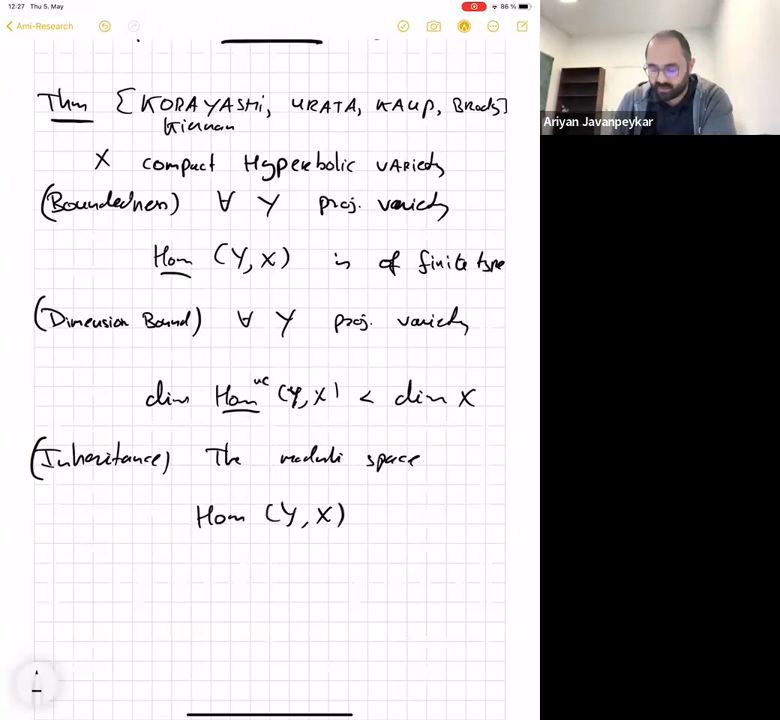 12:27 Thu 5. May
86 %
Ami-Research
Ariyan Javanpeykar
Thm [KOBAYASHI, URATA, KAUP, Brody]
Kiernan
X compact Hyperbolic VARiety
(Boundedness) ∀ Y proj. variety
Hom (Y, X) is of finite type
(Dimension Bound) ∀ Y proj. variety
dim Hom^nc (Y, X) < dim X
(Inheritance) The moduli space
Hom (Y, X)